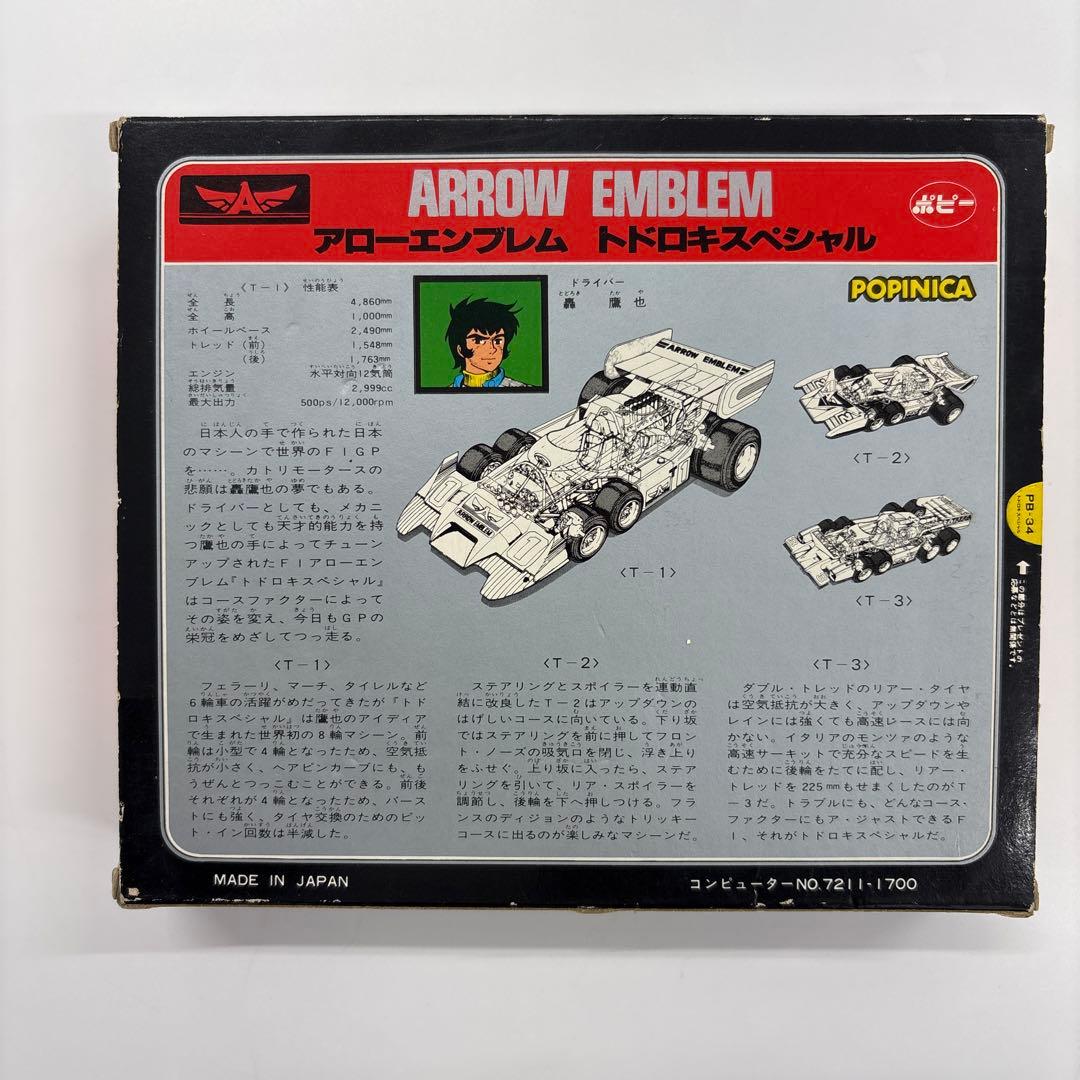 A
ARROW EMBLEM
アローエンブレム トドロキスペシャル
ポピー
POPINICA
〈T-1〉 性能表
全長 4,860mm
全高 1,000mm
ホイールベース 2,490mm
トレッド(前) 1,548mm
(後) 1,763mm
エンジン 水平対向12気筒
総排気量 2,999cc
最大出力 500ps/12,000rpm
ドライバー
轟 鷹也
日本人の手で作られた日本
のマシーンで世界のFIGP
を……。カトリモータースの
悲願は轟鷹也の夢でもある。
ドライバーとしても、メカニ
ックとしても天才的能力を持
つ鷹也の手によってチューン
アップされたFIアローエン
ブレム『トドロキスペシャル』
はコースファクターによって
その姿を変え、今日もGPの
栄冠をめざしてつっ走る。
ARROW EMBLEM
ARROW EMBLEM
〈T-1〉
〈T-2〉
〈T-3〉
PB-34
トドロキスペシャル
この部分はプレゼントの
応募などとは無関係です。
〈T-1〉
フェラーリ、マーチ、タイレルなど
6輪車の活躍がめだってきたが『トド
ロキスペシャル』は鷹也のアイディア
で生まれた世界初の8輪マシーン。前
輪は小型で4輪となったため、空気抵
抗が小さく、ヘアピンカーブにも、も
うぜんとつっこむことができる。前後
それぞれが4輪となったため、バース
トにも強く、タイヤ交換のためのピッ
ト・イン回数は半減した。
〈T-2〉
ステアリングとスポイラーを連動直
結に改良したT-2はアップダウンの
はげしいコースに向いている。下り坂
ではステアリングを前に押してフロン
ト・ノーズの吸気口を閉じ、浮き上り
をふせぐ。上り坂に入ったら、ステア
リングを引いて、リア・スポイラーを
調節し、後輪を下へ押しつける。フラ
ンスのディジョンのようなトリッキー
コースに出るのが楽しみなマシーンだ。
〈T-3〉
ダブル・トレッドのリアー・タイヤ
は空気抵抗が大きく、アップダウンや
レインには強くても高速レースには向
かない。イタリアのモンツァのような
高速サーキットで充分なスピードを生
むために後輪をたてに配し、リアー・
トレッドを225mmもせまくしたのがT
-3だ。トラブルにも、どんなコース・
ファクターにもア・ジャストできるF
I、それがトドロキスペシャルだ。
MADE IN JAPAN
コンピューターNO.7211-1700